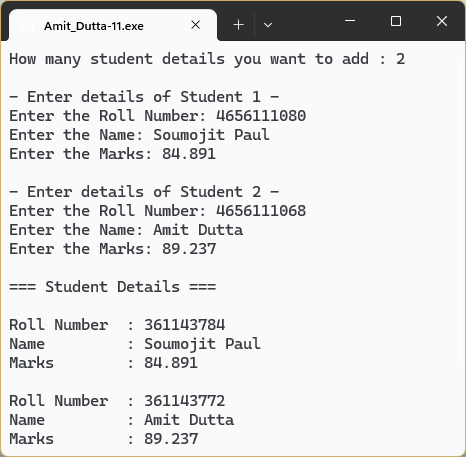 Amit_Dutta-11.exe
How many student details you want to add : 2
- Enter details of Student 1 -
Enter the Roll Number: 4656111080
Enter the Name: Soumojit Paul
Enter the Marks: 84.891
- Enter details of Student 2 -
Enter the Roll Number: 4656111068
Enter the Name: Amit Dutta
Enter the Marks: 89.237
=== Student Details ===
Roll Number : 361143784
Name : Soumojit Paul
Marks : 84.891
Roll Number : 361143772
Name : Amit Dutta
Marks : 89.237